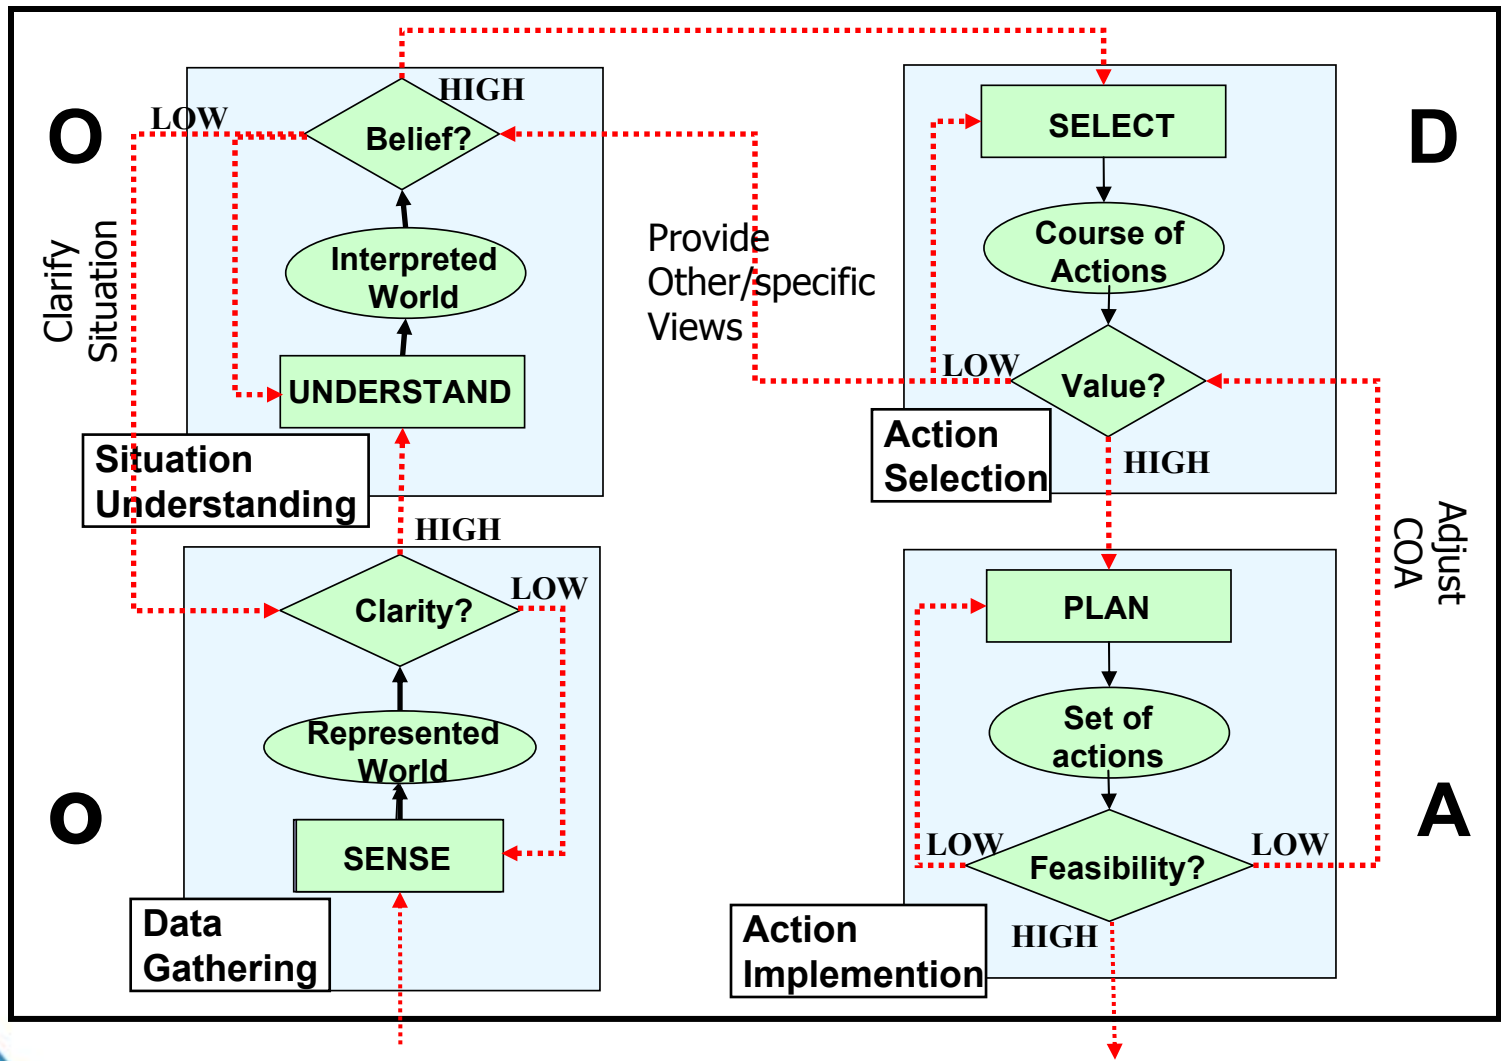 O
LOW
HIGH
Belief?
Interpreted
World
UNDERSTAND
Situation
Understanding
Clarify
Situation
Provide
Other/specific
Views
D
SELECT
Course of
Actions
LOW
Value?
HIGH
Action
Selection
O
HIGH
Clarity?
LOW
Represented
World
SENSE
Data
Gathering
A
PLAN
Set of
actions
LOW
Feasibility?
LOW
HIGH
Action
Implemention
Adjust
COA